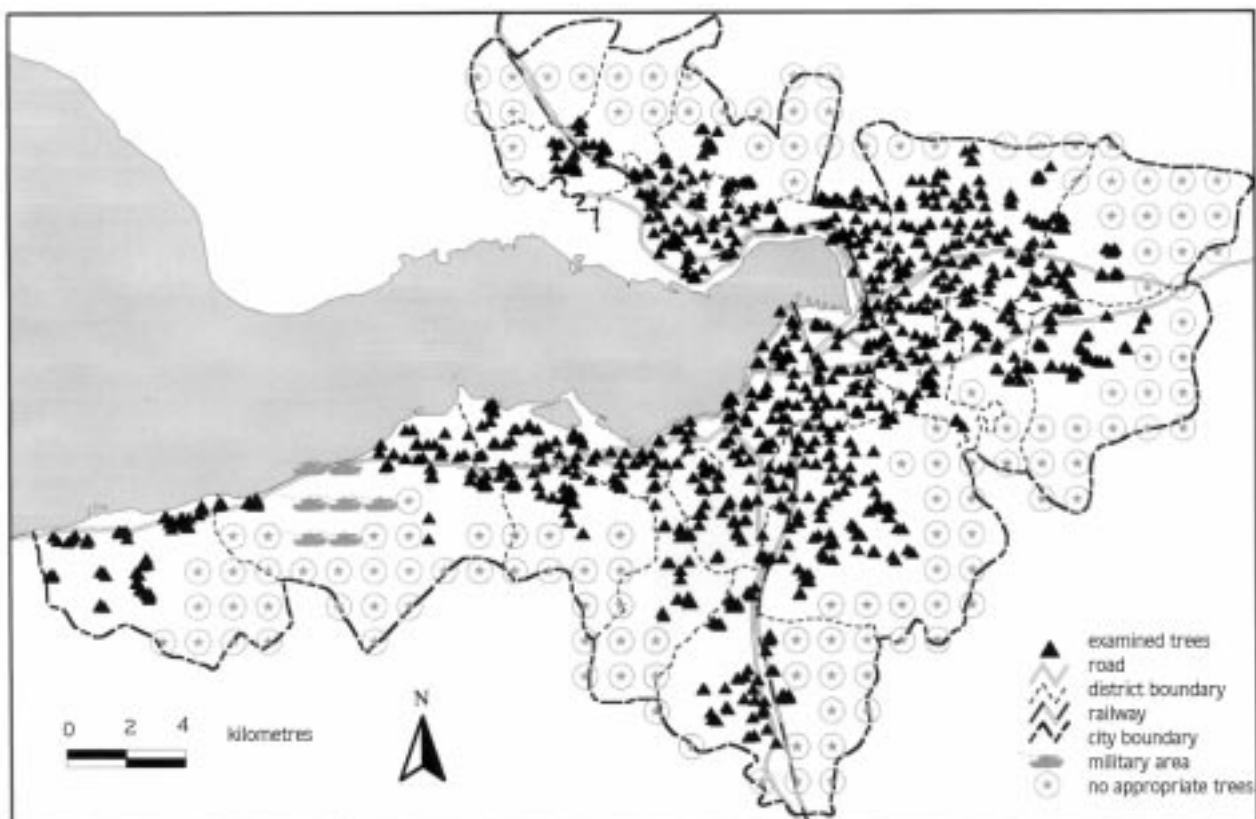 examined trees
road
district boundary
railway
city boundary
military area
no appropriate trees
N
0 2 4
kilometres